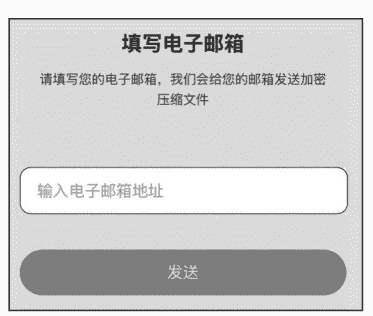 填写电子邮箱
请填写您的电子邮箱，我们会给您的邮箱发送加密
压缩文件
输入电子邮箱地址
发送